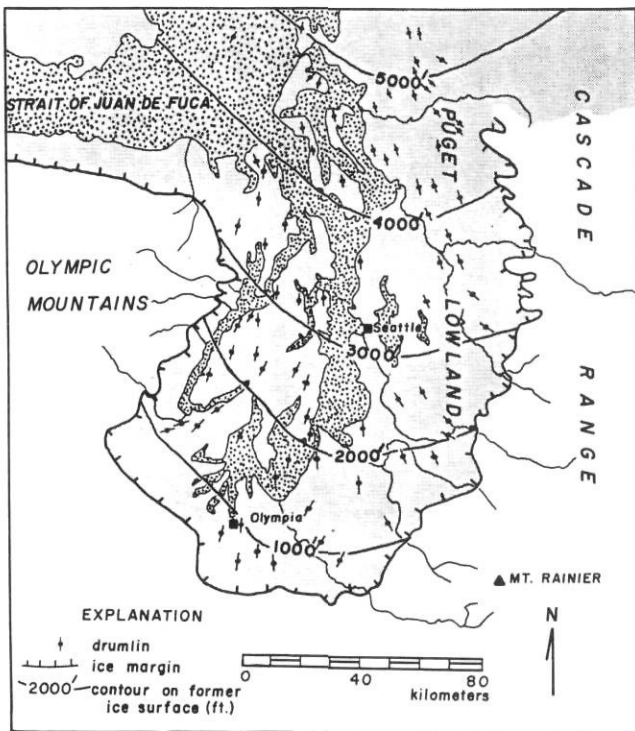 5000'
STRAIT OF JUAN DE FUCA
PUGET
CASCADE
4000'
OLYMPIC
MOUNTAINS
LOWLAND
Seattle
3000'
RANGE
2000'
Olympia
1000'
MT. RAINIER
EXPLANATION
drumlin
ice margin
2000' contour on former
ice surface (ft.)
0 40 80
kilometers
N